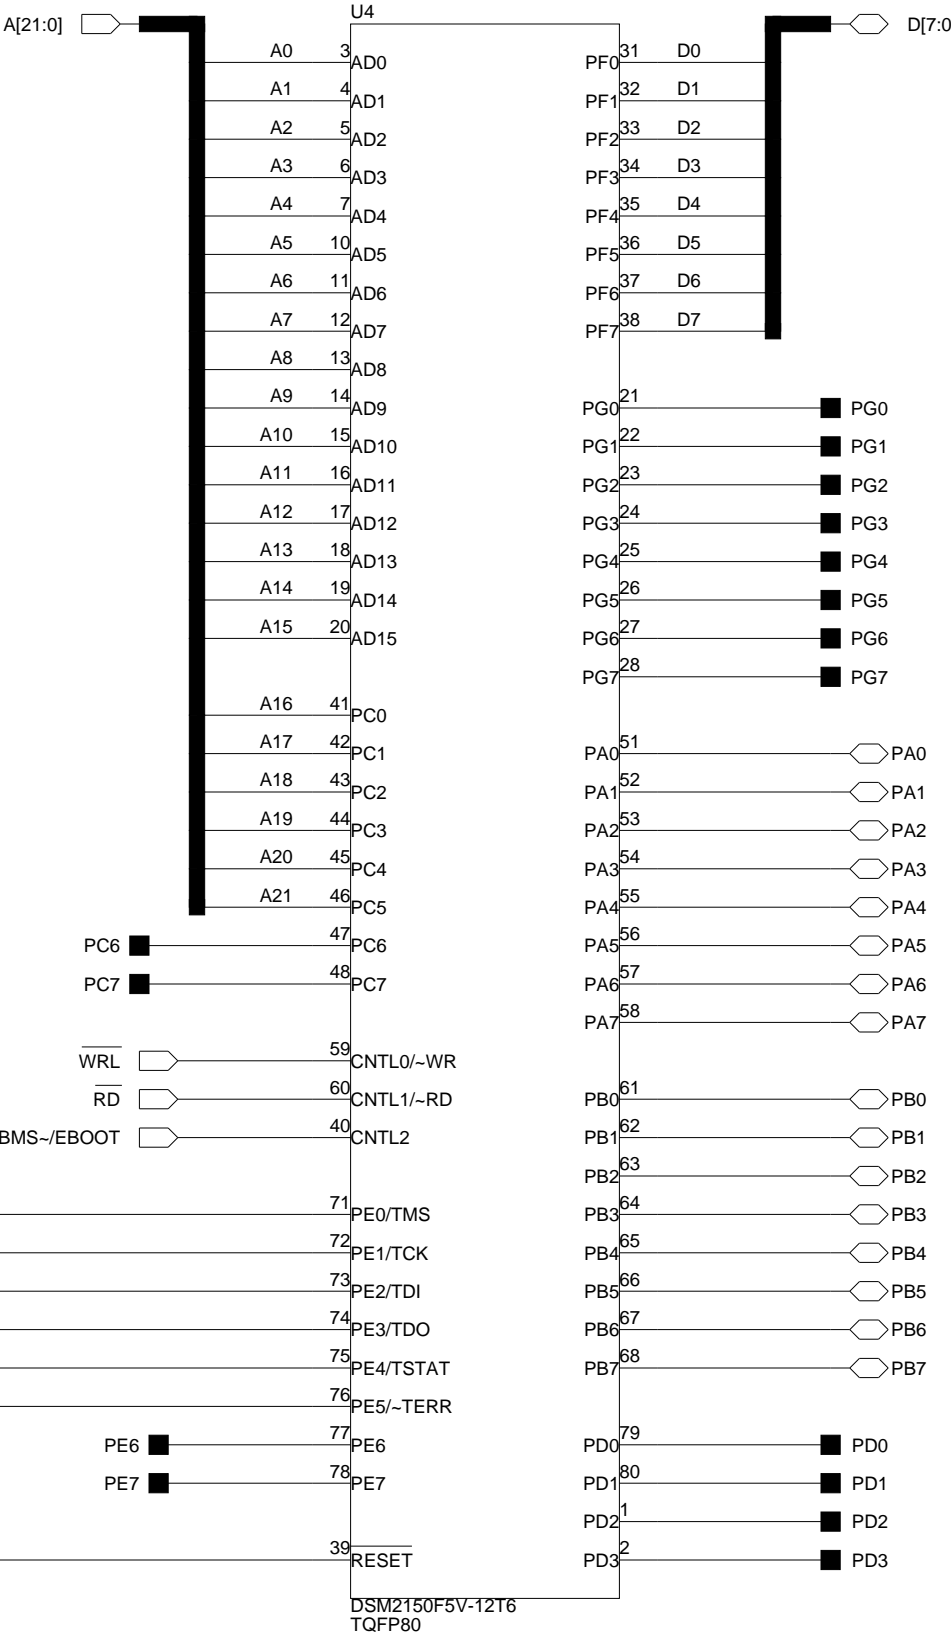 U4
A[21:0]
D[7:0
A0 3 AD0 PF0 31 D0
A1 4 AD1 PF1 32 D1
A2 5 AD2 PF2 33 D2
A3 6 AD3 PF3 34 D3
A4 7 AD4 PF4 35 D4
A5 10 AD5 PF5 36 D5
A6 11 AD6 PF6 37 D6
A7 12 AD7 PF7 38 D7
A8 13 AD8
A9 14 AD9 PG0 21 PG0
A10 15 AD10 PG1 22 PG1
A11 16 AD11 PG2 23 PG2
A12 17 AD12 PG3 24 PG3
A13 18 AD13 PG4 25 PG4
A14 19 AD14 PG5 26 PG5
A15 20 AD15 PG6 27 PG6
PG7 28 PG7
A16 41 PC0
A17 42 PC1 PA0 51 PA0
A18 43 PC2 PA1 52 PA1
A19 44 PC3 PA2 53 PA2
A20 45 PC4 PA3 54 PA3
A21 46 PC5 PA4 55 PA4
PC6 47 PC6 PA5 56 PA5
PC7 48 PC7 PA6 57 PA6
PA7 58 PA7
WRL 59 CNTL0/~WR
RD 60 CNTL1/~RD PB0 61 PB0
BMS~/EBOOT 40 CNTL2 PB1 62 PB1
PB2 63 PB2
71 PE0/TMS PB3 64 PB3
72 PE1/TCK PB4 65 PB4
73 PE2/TDI PB5 66 PB5
74 PE3/TDO PB6 67 PB6
75 PE4/TSTAT PB7 68 PB7
76 PE5/~TERR
PE6 77 PE6 PD0 79 PD0
PE7 78 PE7 PD1 80 PD1
PD2 1 PD2
39 RESET PD3 2 PD3
DSM2150F5V-12T6
TQFP80